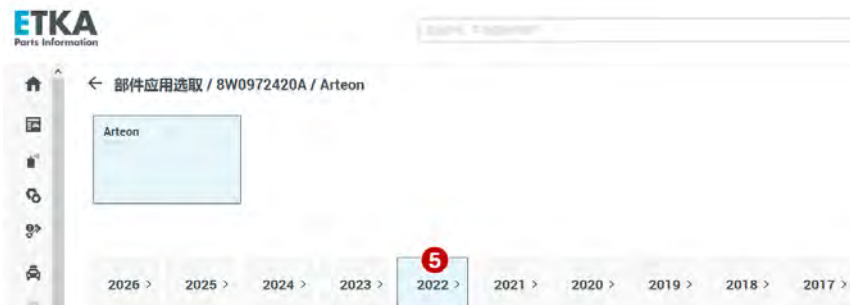 ETKA
Parts Information
← 部件应用选取 / 8W0972420A / Arteon
Arteon
5
2026 > 2025 > 2024 > 2023 > 2022 > 2021 > 2020 > 2019 > 2018 > 2017 >